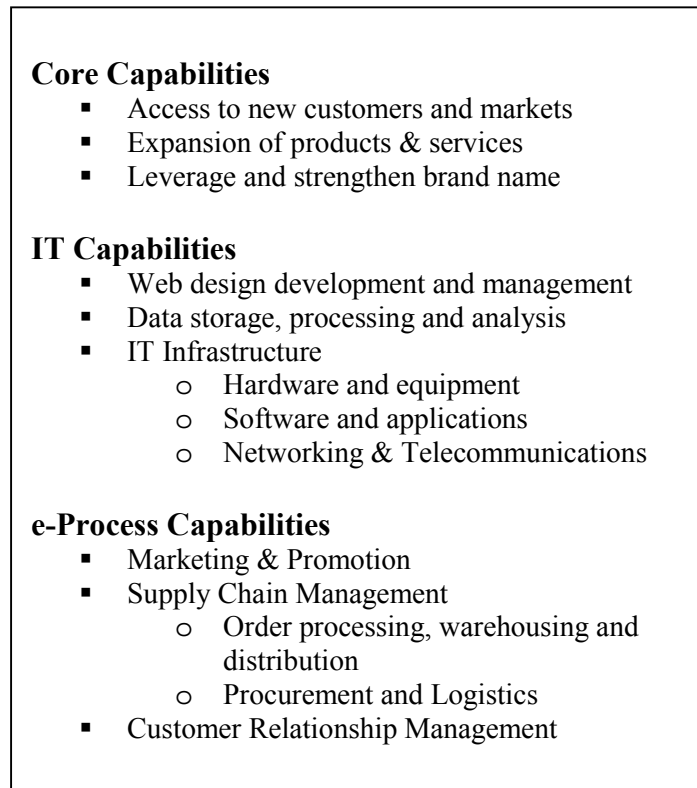 Core Capabilities
▪ Access to new customers and markets
▪ Expansion of products & services
▪ Leverage and strengthen brand name
IT Capabilities
▪ Web design development and management
▪ Data storage, processing and analysis
▪ IT Infrastructure
o Hardware and equipment
o Software and applications
o Networking & Telecommunications
e-Process Capabilities
▪ Marketing & Promotion
▪ Supply Chain Management
o Order processing, warehousing and
distribution
o Procurement and Logistics
▪ Customer Relationship Management